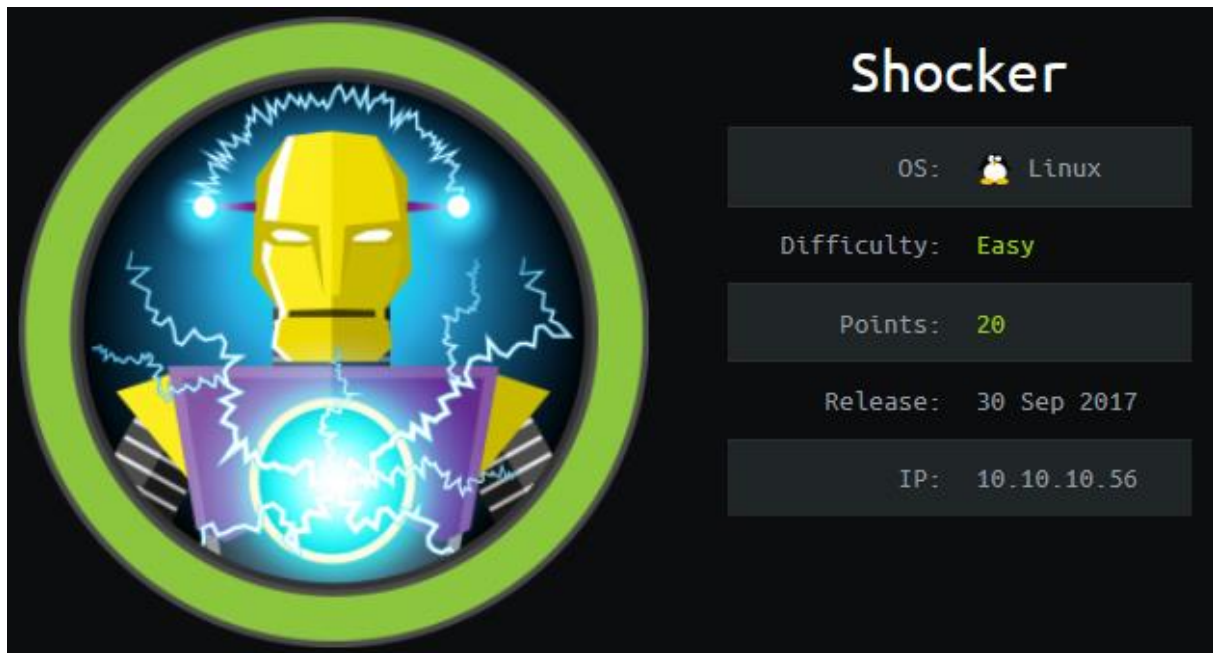 Shocker
OS: Linux
Difficulty: Easy
Points: 20
Release: 30 Sep 2017
IP: 10.10.10.56